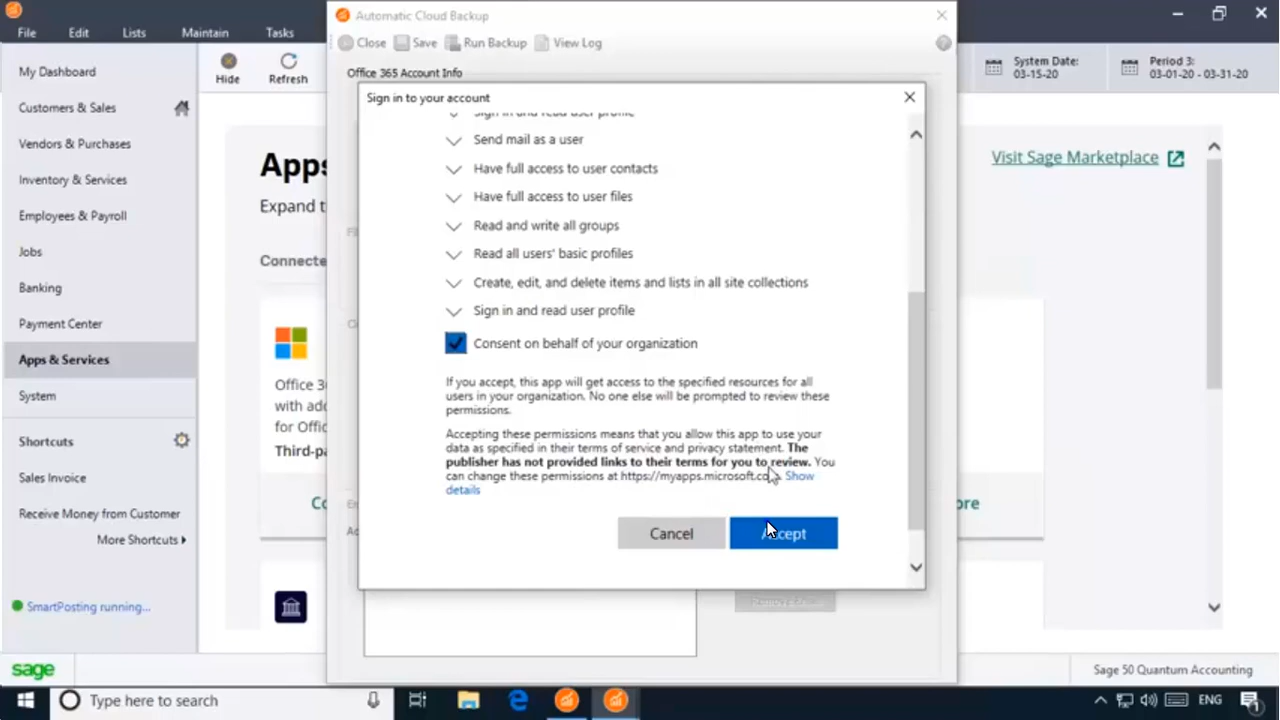 Automatic Cloud Backup
File Edit Lists Maintain Tasks
Close Save Run Backup View Log
Hide Refresh
System Date:
03-15-20
Period 3:
03-01-20 - 03-31-20
My Dashboard
Customers & Sales
Vendors & Purchases
Inventory & Services
Employees & Payroll
Jobs
Banking
Payment Center
Apps & Services
System
Shortcuts
Sales Invoice
Receive Money from Customer
More Shortcuts
SmartPosting running...
sage
Apps
Expand t
Connecte
Office 3
with add
for Offic
Third-pa
Co
Visit Sage Marketplace
ore
Office 365 Account Info
Sign in to your account
Sign in and read user profile
Send mail as a user
Have full access to user contacts
Have full access to user files
Read and write all groups
Read all users' basic profiles
Create, edit, and delete items and lists in all site collections
Sign in and read user profile
Consent on behalf of your organization
If you accept, this app will get access to the specified resources for all
users in your organization. No one else will be prompted to review these
permissions.
Accepting these permissions means that you allow this app to use your
data as specified in their terms of service and privacy statement. The
publisher has not provided links to their terms for you to review. You
can change these permissions at https://myapps.microsoft.co Show
details
Cancel Accept
Sage 50 Quantum Accounting
Type here to search
ENG
1